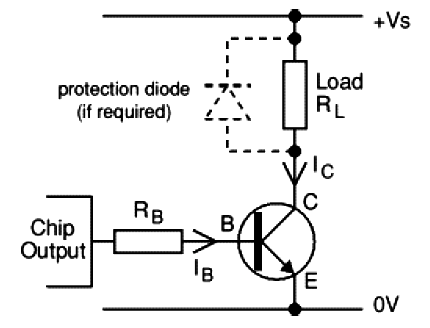 +Vs
protection diode
(if required)
Load
RL
IC
C
RB
B
Chip
Output
IB
E
0V